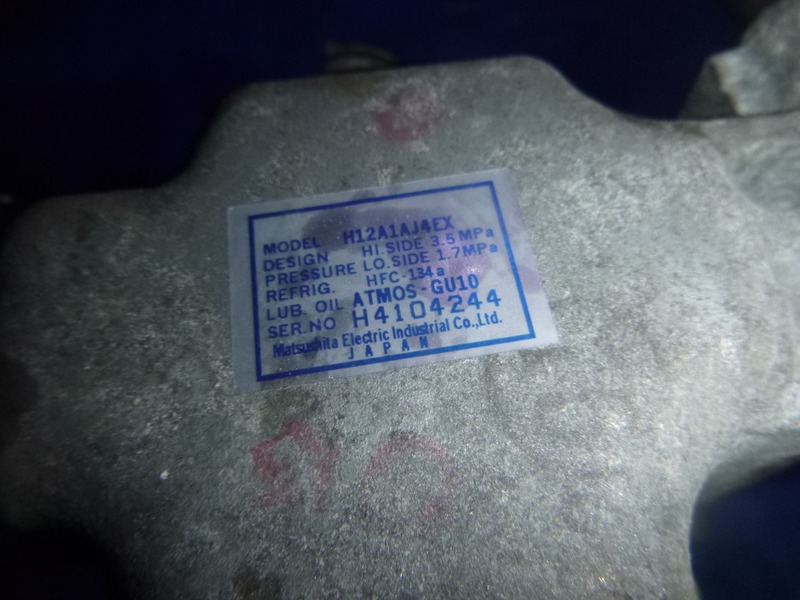 MODEL H12A1AJ4EX
DESIGN HI.SIDE 3.5 MPa
PRESSURE LO.SIDE 1.7MPa
REFRIG. HFC-134a
LUB. OIL ATMOS-GU10
SER.NO H4104244
Matsushita Electric Industrial Co.,Ltd.
JAPAN